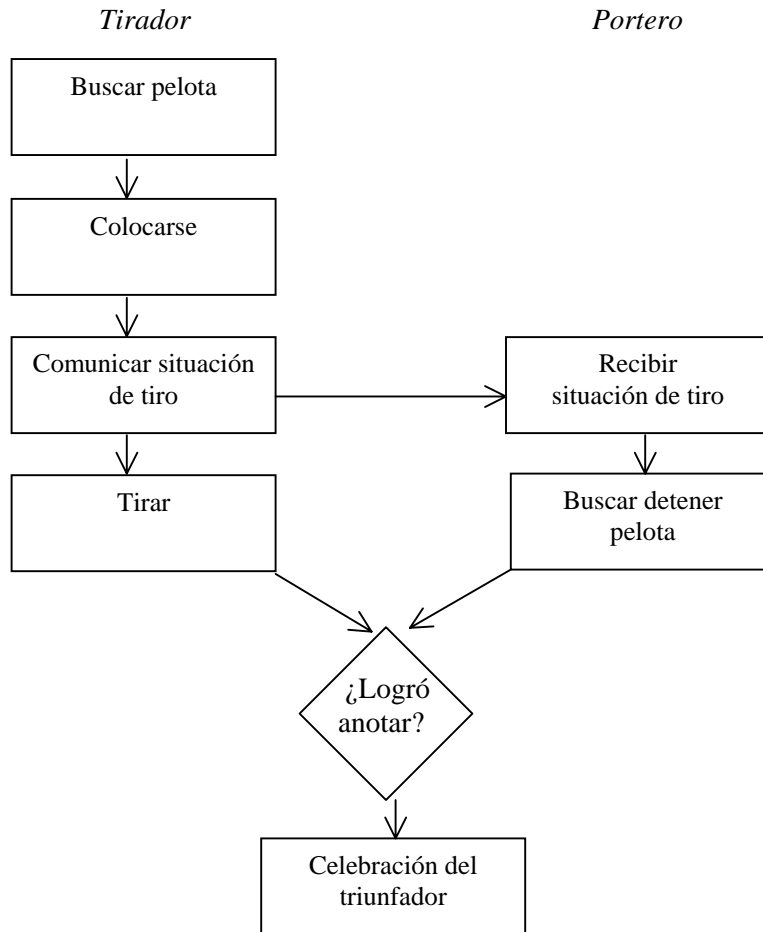 Tirador
Portero
Buscar pelota
Colocarse
Comunicar situación
de tiro
Recibir
situación de tiro
Tirar
Buscar detener
pelota
¿Logró
anotar?
Celebración del
triunfador